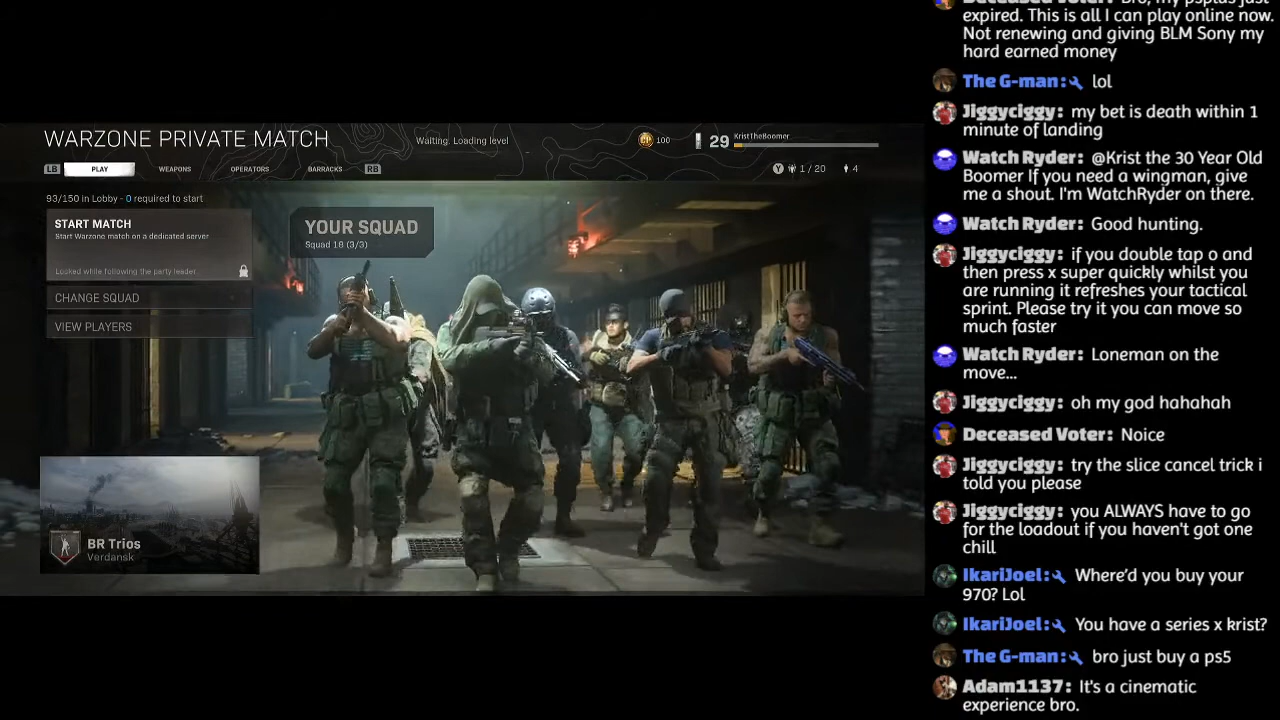 WARZONE PRIVATE MATCH
Waiting. Loading level
100
29
KristTheBoomer
LB
PLAY
WEAPONS
OPERATORS
BARRACKS
RB
Y
1 / 20
4
93/150 in Lobby - 0 required to start
START MATCH
Start Warzone match on a dedicated server
Locked while following the party leader
CHANGE SQUAD
VIEW PLAYERS
YOUR SQUAD
Squad 18 (3/3)
BR Trios
Verdansk
Deceased Voter: Bro, my psplus just
expired. This is all I can play online now.
Not renewing and giving BLM Sony my
hard earned money
The G-man: lol
Jiggyciggy: my bet is death within 1
minute of landing
Watch Ryder: @Krist the 30 Year Old
Boomer If you need a wingman, give
me a shout. I'm WatchRyder on there.
Watch Ryder: Good hunting.
Jiggyciggy: if you double tap o and
then press x super quickly whilst you
are running it refreshes your tactical
sprint. Please try it you can move so
much faster
Watch Ryder: Loneman on the
move...
Jiggyciggy: oh my god hahahah
Deceased Voter: Noice
Jiggyciggy: try the slice cancel trick i
told you please
Jiggyciggy: you ALWAYS have to go
for the loadout if you haven't got one
chill
IkariJoel: Where'd you buy your
970? Lol
IkariJoel: You have a series x krist?
The G-man: bro just buy a ps5
Adam1137: It's a cinematic
experience bro.